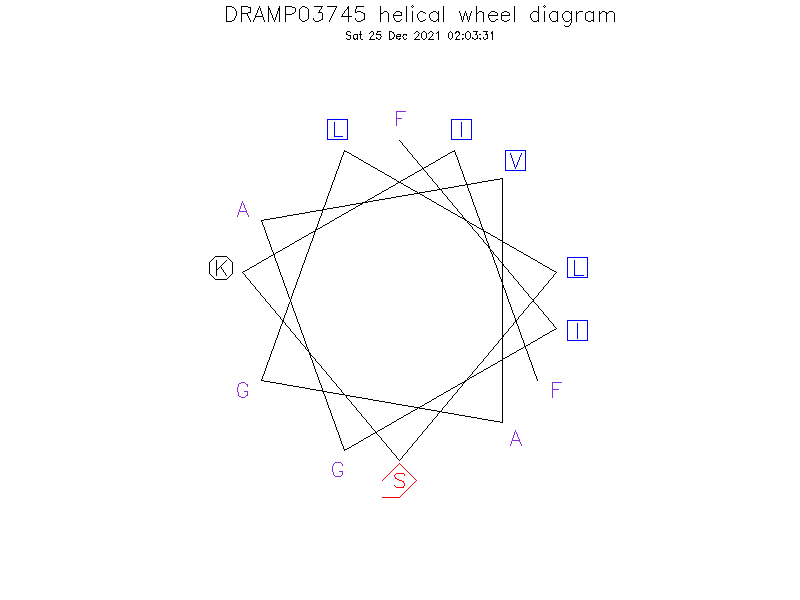 DRAMP03745 helical wheel diagram
Sat 25 Dec 2021 02:03:31
L F I
V
A
K L
I
G F
A
G
S